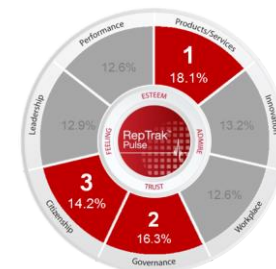 Performance
12.6%
Products/Services
1
18.1%
Innovation
13.2%
Workplace
12.6%
Governance
2
16.3%
Citizenship
3
14.2%
Leadership
12.9%
ESTEEM
ADMIRE
TRUST
FEELING
RepTrak
Pulse